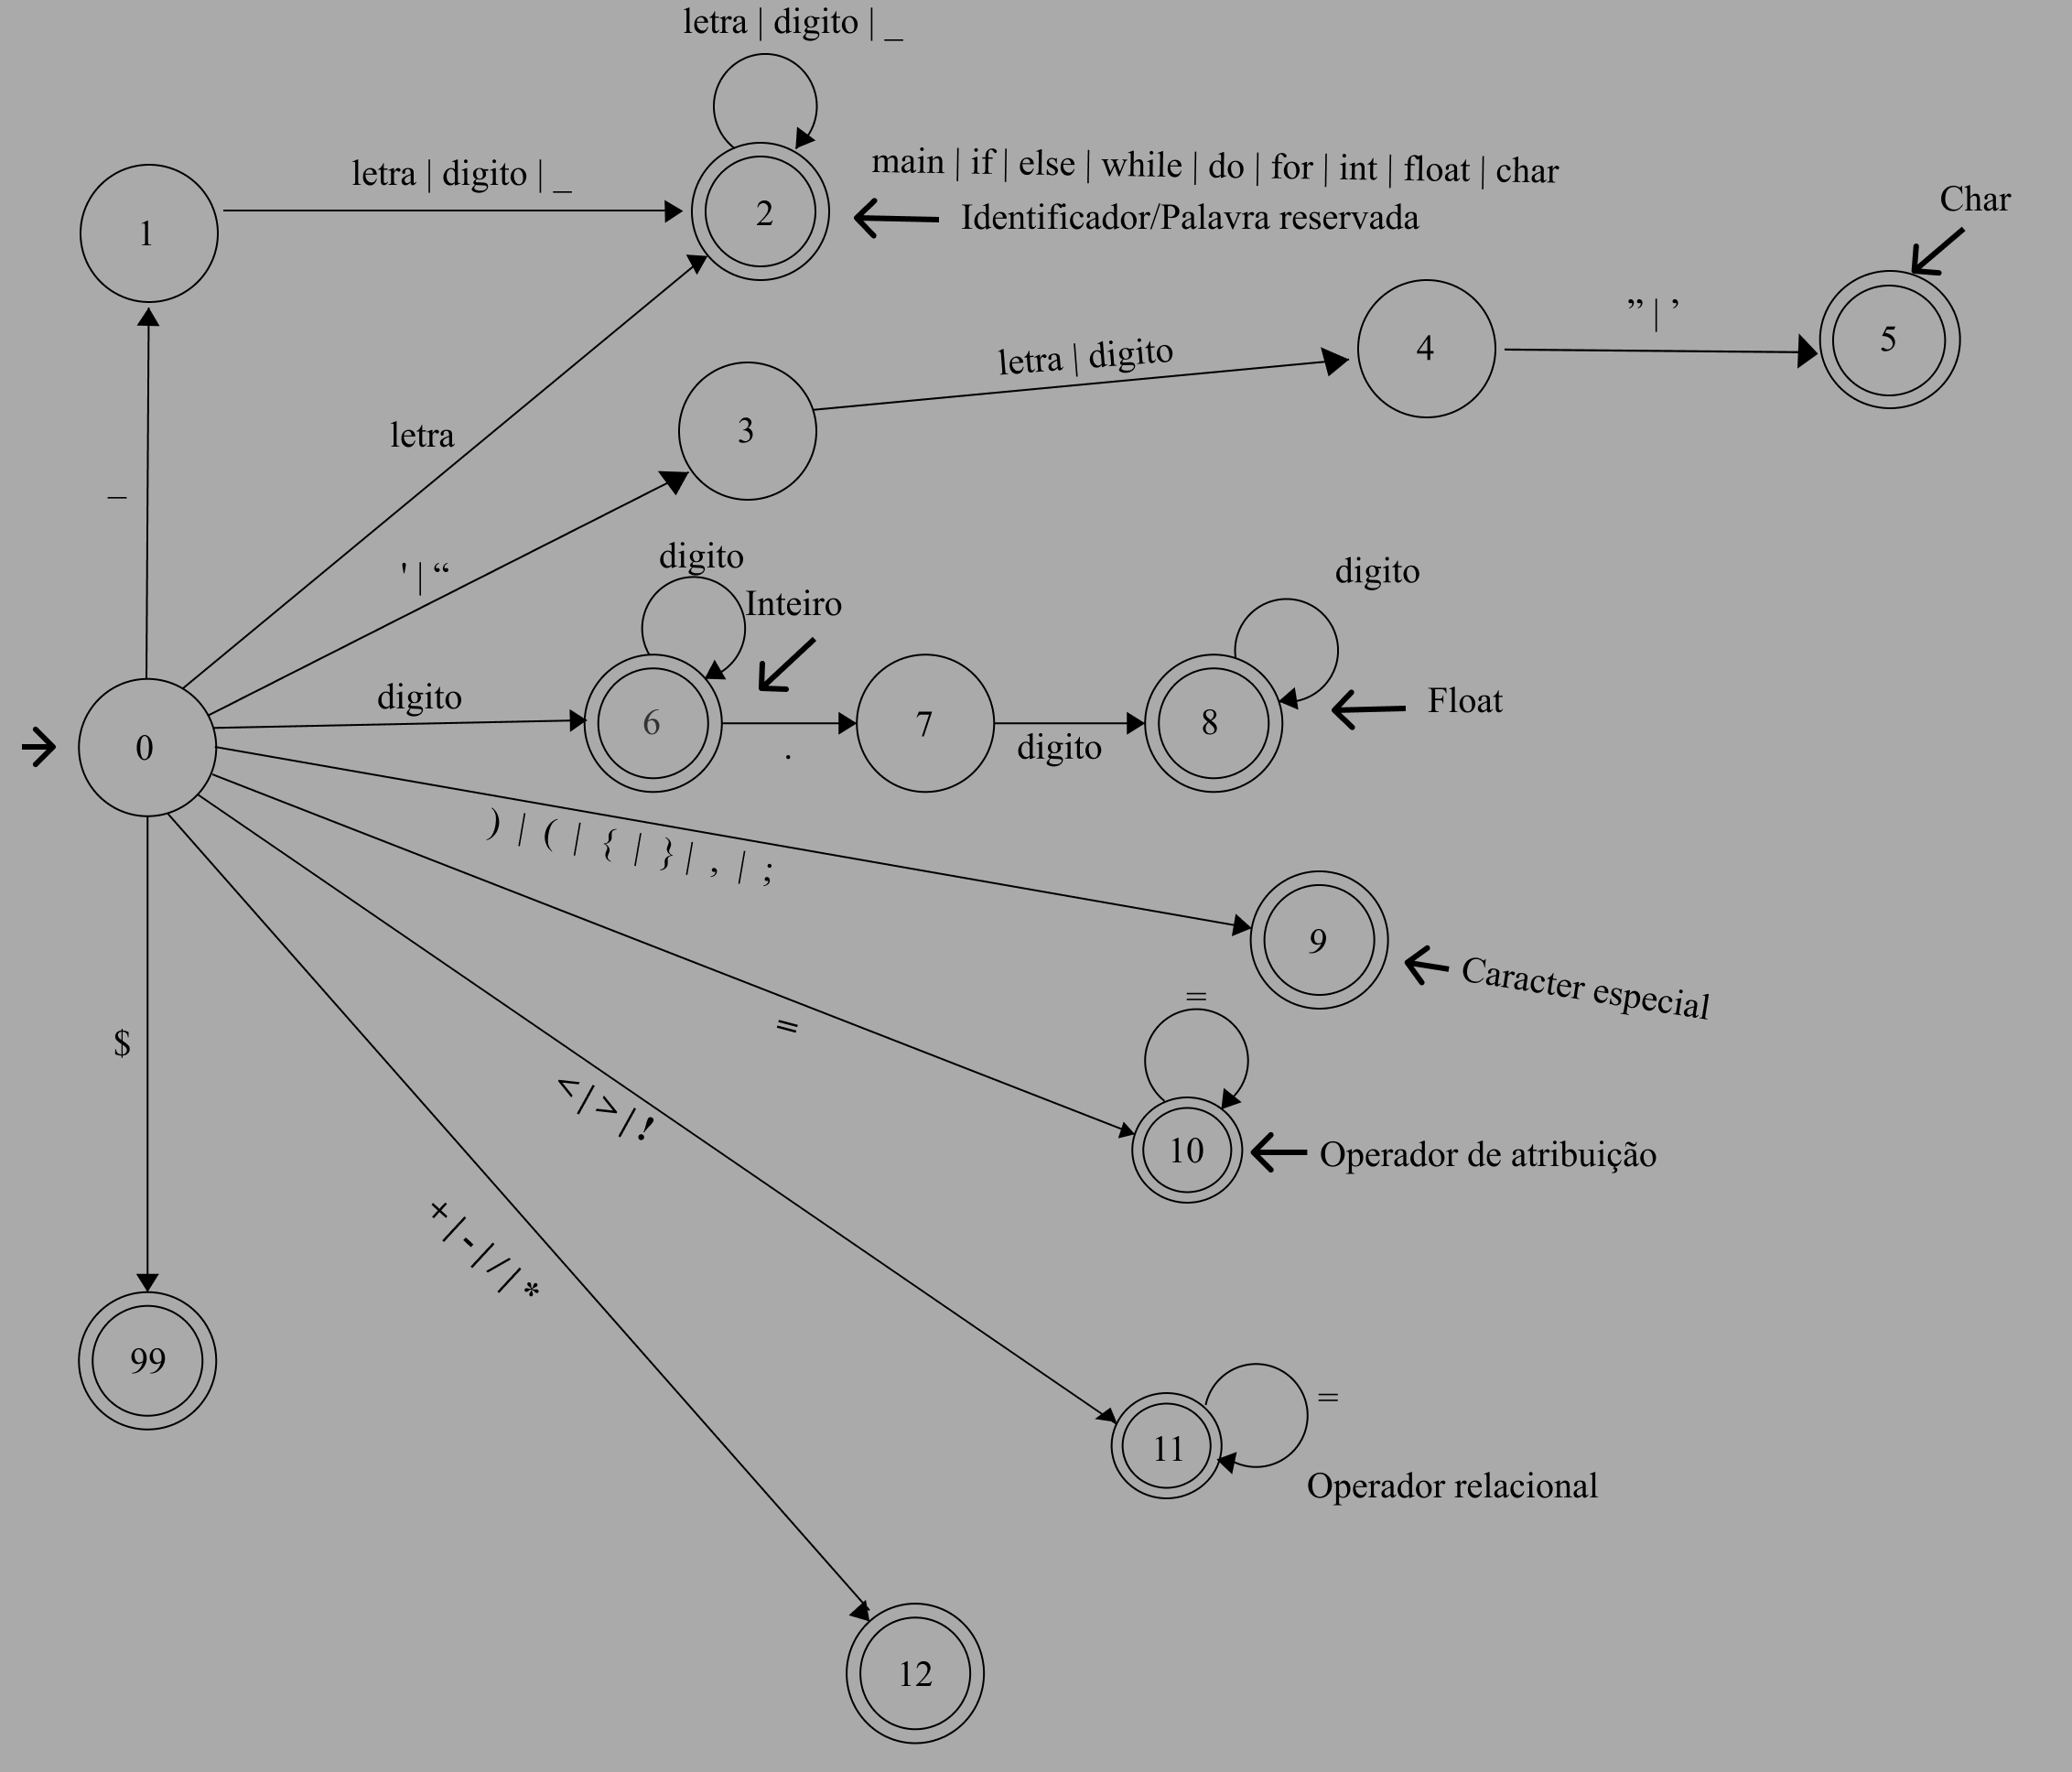 letra | digito | _
letra | digito | _
main | if | else | while | do | for | int | float | char
1
2
Identificador/Palavra reservada
Char
” | ’
letra | digito
4
5
letra
3
_
' | “
digito
Inteiro
digito
digito
6
7
8
Float
0
.
digito
) | ( | { | } | , | ;
9
Caracter especial
=
=
$
< | > | !
10
Operador de atribuição
+ | - | / | *
99
=
11
Operador relacional
12